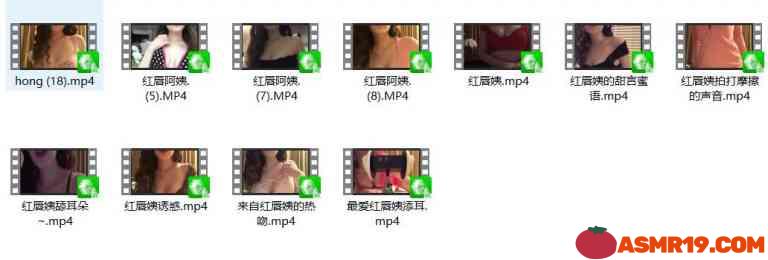 hong (18).mp4
红唇阿姨.
(5).MP4
红唇阿姨.
(7).MP4
红唇阿姨.
(8).MP4
红唇姨.mp4
红唇姨的甜言蜜
语.mp4
红唇姨拍打摩擦
的声音.mp4
红唇姨舔耳朵
~.mp4
红唇姨诱惑.mp4
来自红唇姨的热
吻.mp4
最爱红唇姨添耳.
mp4
ASMR19.COM